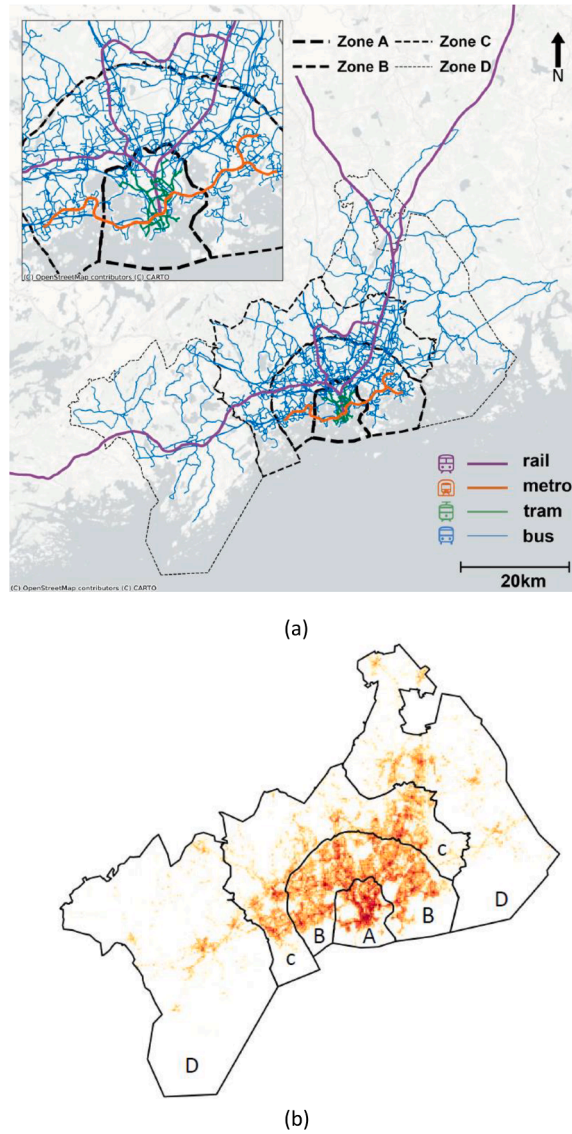 Zone A
Zone C
Zone B
Zone D
N
(C) OpenStreetMap contributors (C) CARTO
rail
metro
tram
bus
20km
(C) OpenStreetMap contributors (C) CARTO
(a)
c
D
B
A
B
c
D
(b)